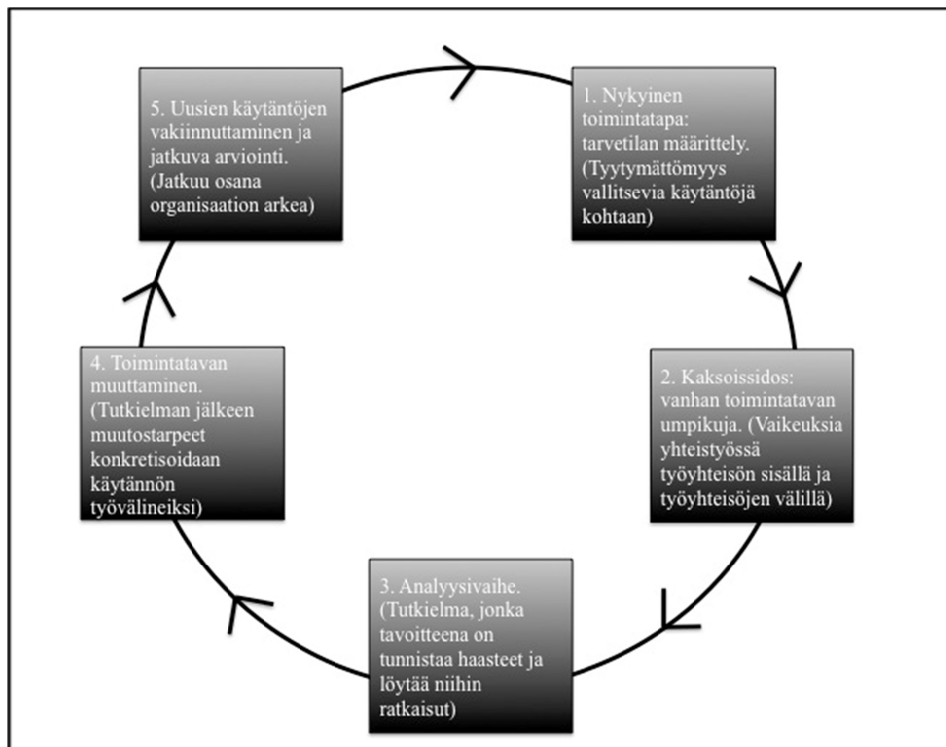 1. Nykyinen
toimintatapa:
tarvetilan määrittely.
(Tyytymättömyys
vallitsevia käytäntöjä
kohtaan)
2. Kaksoissidos:
vanhan toimintatavan
umpikuja. (Vaikeuksia
yhteistyössä
työyhteisön sisällä ja
työyhteisöjen välillä)
3. Analyysivaihe.
(Tutkielma, jonka
tavoitteena on
tunnistaa haasteet ja
löytää niihin
ratkaisut)
4. Toimintatavan
muuttaminen.
(Tutkielman jälkeen
muutostarpeet
konkretisoidaan
käytännön
työvälineiksi)
5. Uusien käytäntöjen
vakiinnuttaminen ja
jatkuva arviointi.
(Jatkuu osana
organisaation arkea)